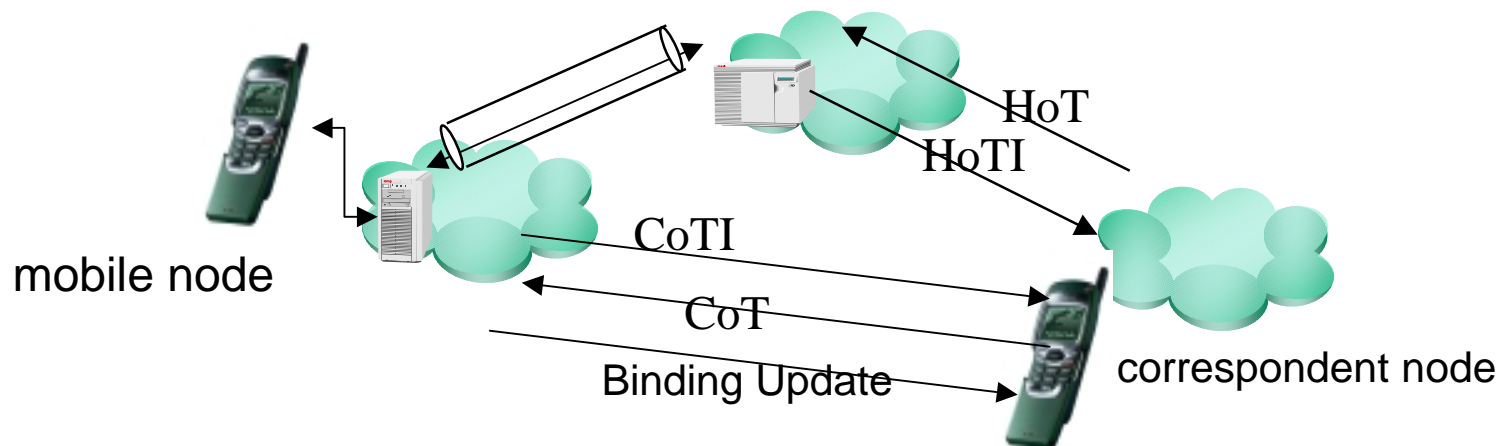 HoT
HoTI
CoTI
mobile node
CoT
correspondent node
Binding Update